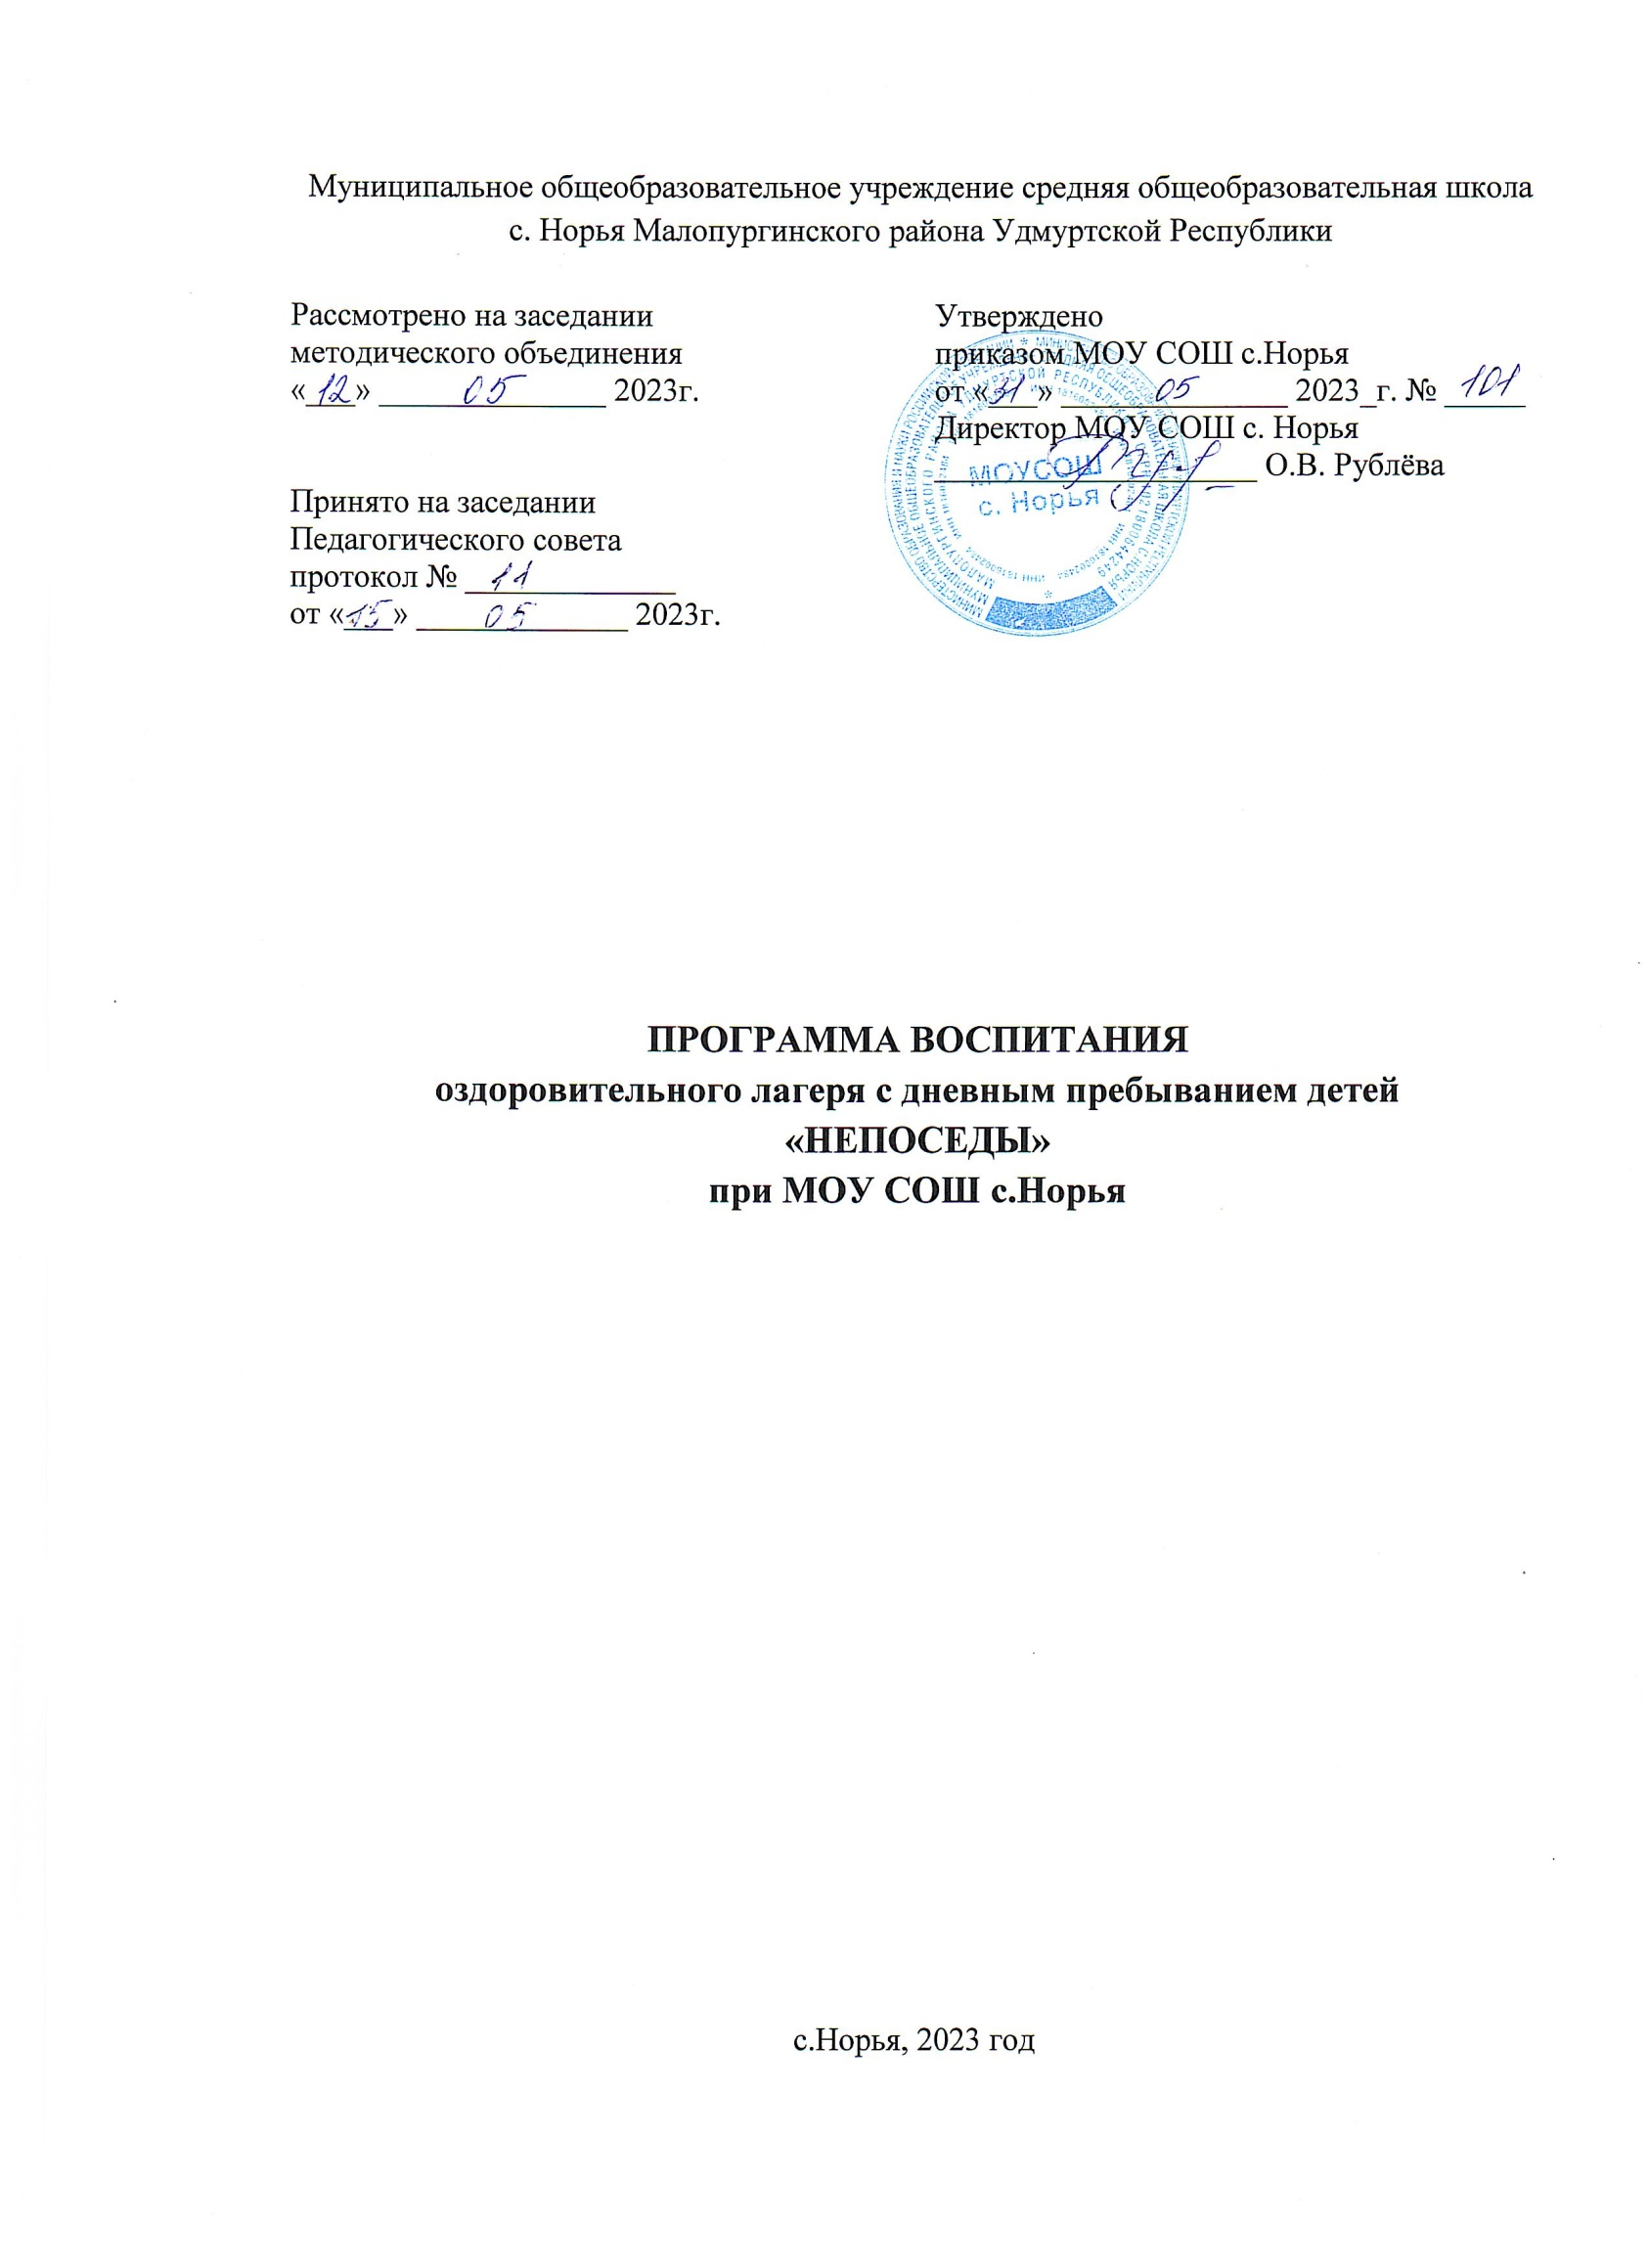 Муниципальное общеобразовательное учреждение средняя общеобразовательная школа
с. Норья Малопургинского района Удмуртской Республики
Рассмотрено на заседании
методического объединения
«12» 05 2023г.
Принято на заседании
Педагогического совета
протокол № 11
от «15» 05 2023г.
Утверждено
приказом МОУ СОШ с.Норья
от «31» 05 2023_г. № 101
Директор МОУ СОШ с. Норья
О.В. Рублёва
МОУСОШ
с. Норья
ПРОГРАММА ВОСПИТАНИЯ
оздоровительного лагеря с дневным пребыванием детей
«НЕПОСЕДЫ»
при МОУ СОШ с.Норья
с.Норья, 2023 год